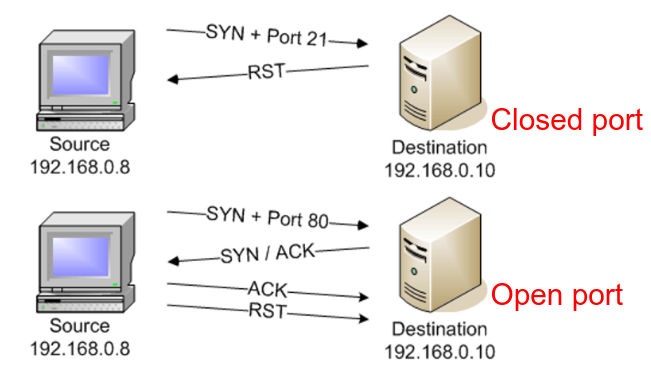 SYN + Port 21
RST
Closed port
Source
192.168.0.8
Destination
192.168.0.10
SYN + Port 80
SYN / ACK
ACK
RST
Open port
Source
192.168.0.8
Destination
192.168.0.10